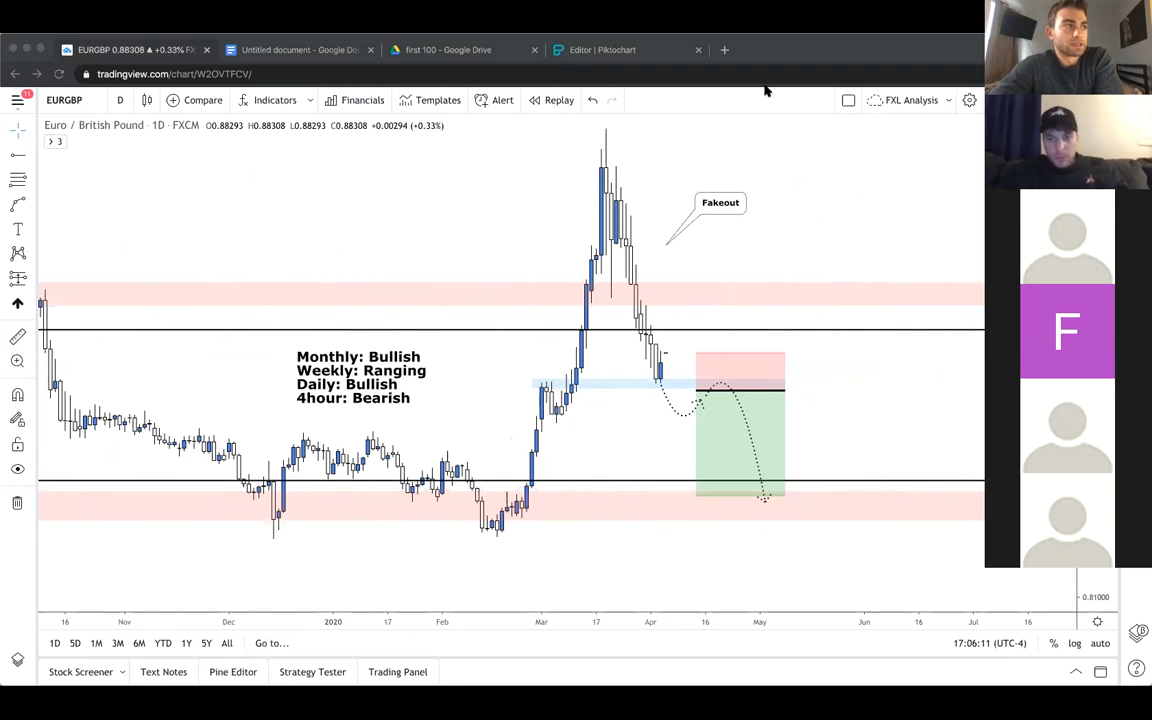 EURGBP 0.88308 ▲ +0.33% FX
Untitled document - Google Do
first 100 - Google Drive
Editor | Piktochart
tradingview.com/chart/W2OVTFCV/
11
EURGBP
D
Compare
Indicators
Financials
Templates
Alert
Replay
FXL Analysis
Euro / British Pound · 1D · FXCM O0.88293 H0.88308 L0.88293 C0.88308 +0.00294 (+0.33%)
3
Fakeout
F
Monthly: Bullish
Weekly: Ranging
Daily: Bullish
4hour: Bearish
0.81000
16 Nov Dec 2020 17 Feb Mar 17 Apr 16 May Jun Jul 16
1D 5D 1M 3M 6M YTD 1Y 5Y All Go to...
17:06:11 (UTC-4) % log auto
Stock Screener Text Notes Pine Editor Strategy Tester Trading Panel